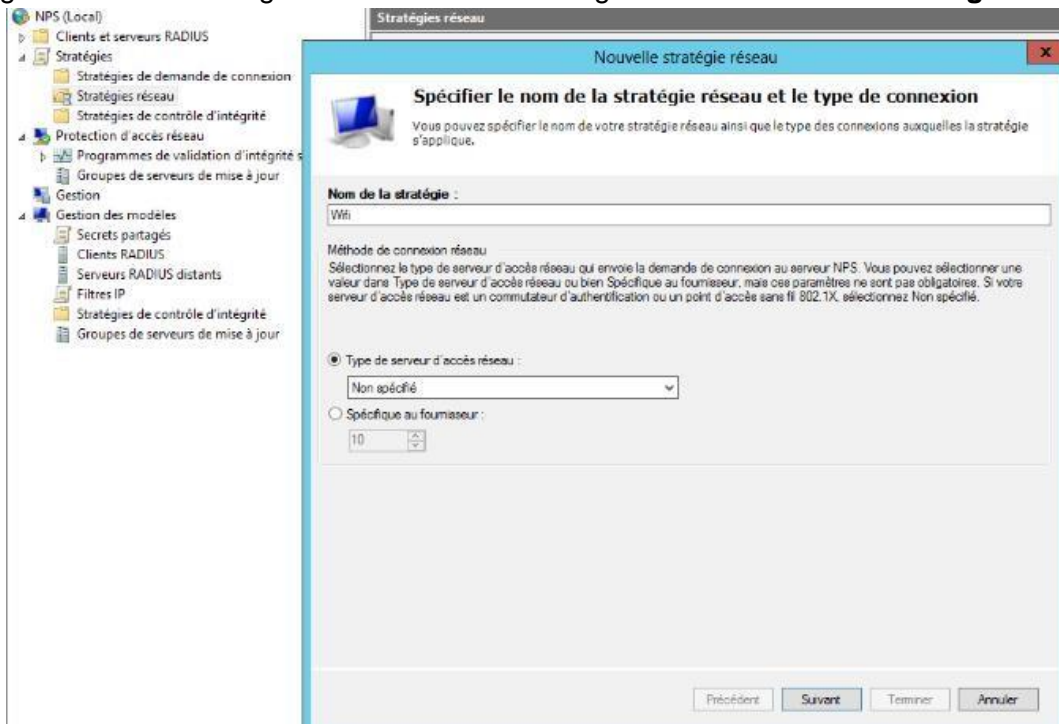 NPS (Local)
Clients et serveurs RADIUS
Stratégies
Stratégies de demande de connexion
Stratégies réseau
Stratégies de contrôle d'intégrité
Protection d'accès réseau
Programmes de validation d'intégrité s
Groupes de serveurs de mise à jour
Gestion
Gestion des modèles
Secrets partagés
Clients RADIUS
Serveurs RADIUS distants
Filtres IP
Stratégies de contrôle d'intégrité
Groupes de serveurs de mise à jour
Stratégies réseau
Nouvelle stratégie réseau
X
Spécifier le nom de la stratégie réseau et le type de connexion
Vous pouvez spécifier le nom de votre stratégie réseau ainsi que le type des connexions auxquelles la stratégie
s'applique.
Nom de la stratégie :
Wifi
Méthode de connexion réseau
Sélectionnez le type de serveur d'accès réseau qui envoie la demande de connexion au serveur NPS. Vous pouvez sélectionner une
valeur dans Type de serveur d'accès réseau ou bien Spécifique au fournisseur, mais ces paramètres ne sont pas obligatoires. Si votre
serveur d'accès réseau est un commutateur d'authentification ou un point d'accès sans fil 802.1X, sélectionnez Non spécifié.
Type de serveur d'accès réseau :
Non spécifié
Spécifique au fournisseur :
10
Précédent Suivant Terminer Annuler